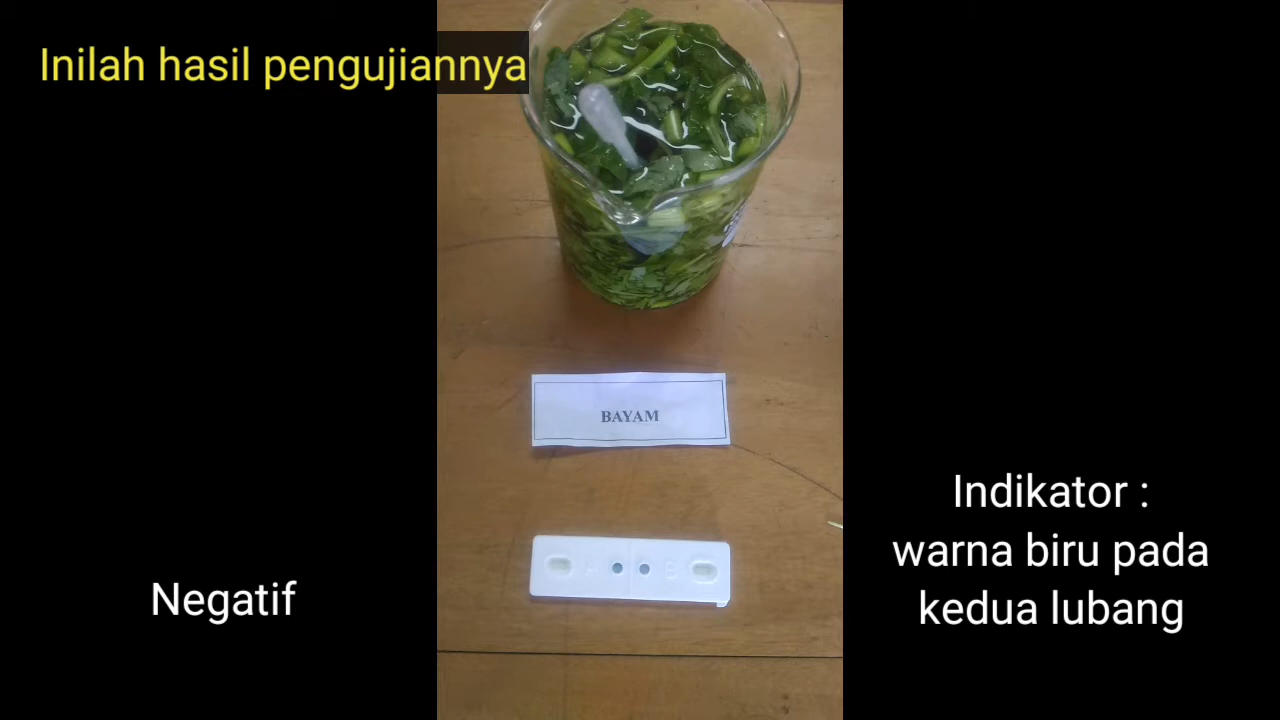 Inilah hasil pengujiannya
BAYAM
A B
Indikator :
warna biru pada
kedua lubang
Negatif